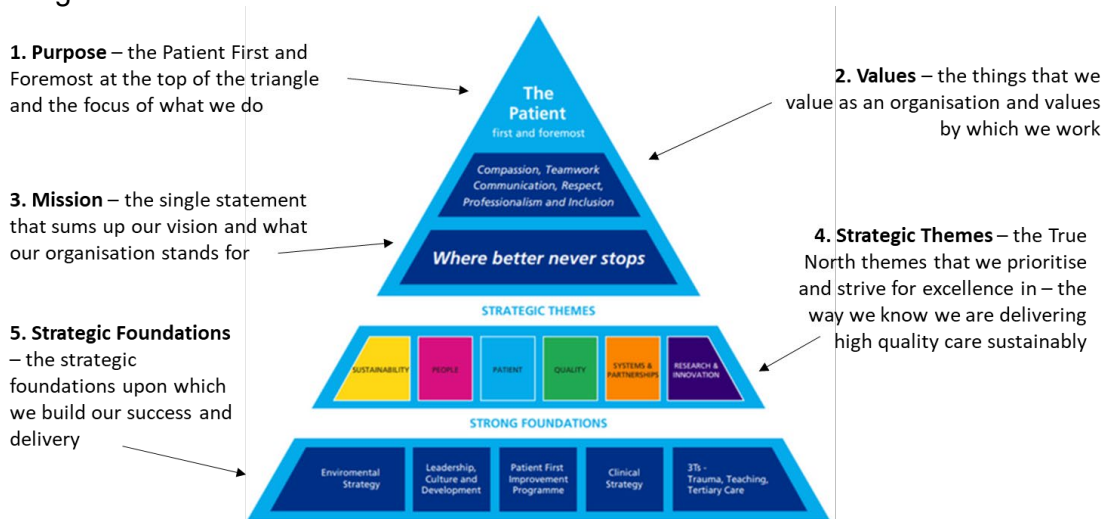 1. Purpose – the Patient First and
Foremost at the top of the triangle
and the focus of what we do
2. Values – the things that we
value as an organisation and values
by which we work
3. Mission – the single statement
that sums up our vision and what
our organisation stands for
4. Strategic Themes – the True
North themes that we prioritise
and strive for excellence in – the
way we know we are delivering
high quality care sustainably
5. Strategic Foundations
– the strategic
foundations upon which
we build our success and
delivery
The
Patient
first and foremost
Compassion, Teamwork
Communication, Respect,
Professionalism and Inclusion
Where better never stops
STRATEGIC THEMES
SUSTAINABILITY
PEOPLE
PATIENT
QUALITY
SYSTEMS &
PARTNERSHIPS
RESEARCH &
INNOVATION
STRONG FOUNDATIONS
Enviromental
Strategy
Leadership,
Culture and
Development
Patient First
Improvement
Programme
Clinical
Strategy
3Ts -
Trauma, Teaching,
Tertiary Care